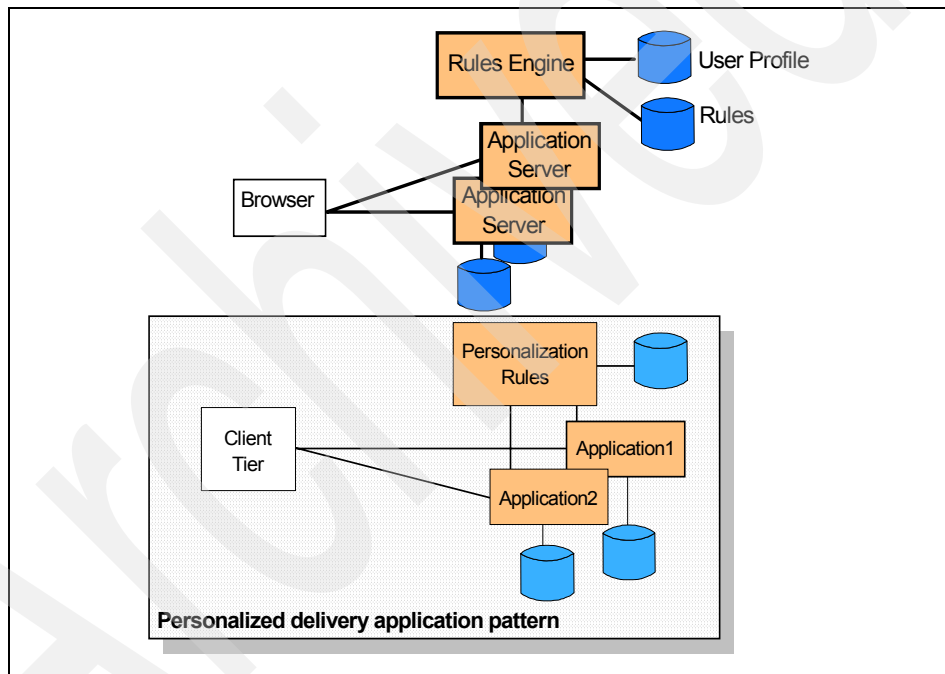 Rules Engine
User Profile
Rules
Application
Server
Application
Server
Browser
Personalization
Rules
Client
Tier
Application1
Application2
Personalized delivery application pattern
Archived